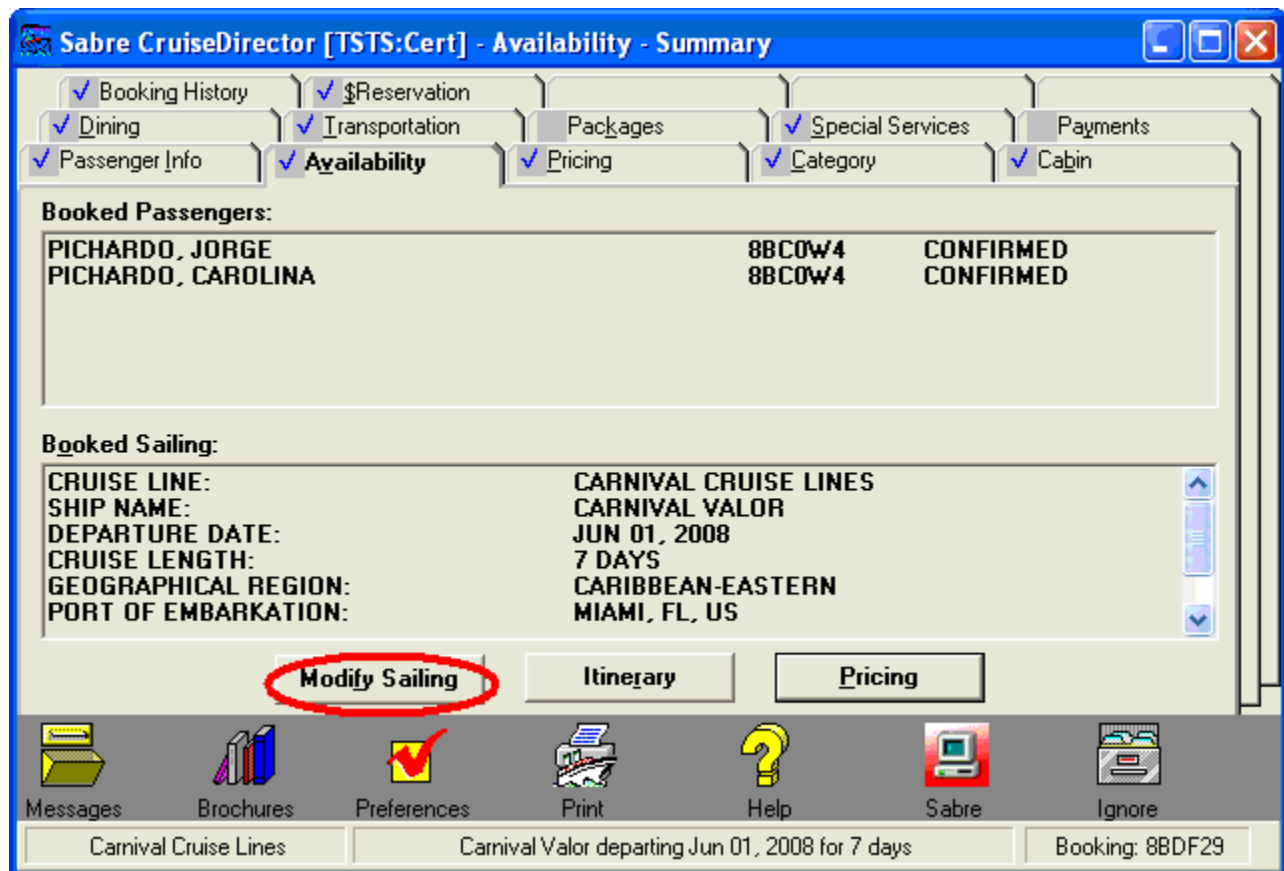 Sabre CruiseDirector [TSTS:Cert] - Availability - Summary
Booking History $Reservation
Dining Transportation Packages Special Services Payments
Passenger Info Availability Pricing Category Cabin
Booked Passengers:
PICHARDO, JORGE 8BC0W4 CONFIRMED
PICHARDO, CAROLINA 8BC0W4 CONFIRMED
Booked Sailing:
CRUISE LINE: CARNIVAL CRUISE LINES
SHIP NAME: CARNIVAL VALOR
DEPARTURE DATE: JUN 01, 2008
CRUISE LENGTH: 7 DAYS
GEOGRAPHICAL REGION: CARIBBEAN-EASTERN
PORT OF EMBARKATION: MIAMI, FL, US
Modify Sailing Itinerary Pricing
Messages Brochures Preferences Print Help Sabre Ignore
Carnival Cruise Lines Carnival Valor departing Jun 01, 2008 for 7 days Booking: 8BDF29